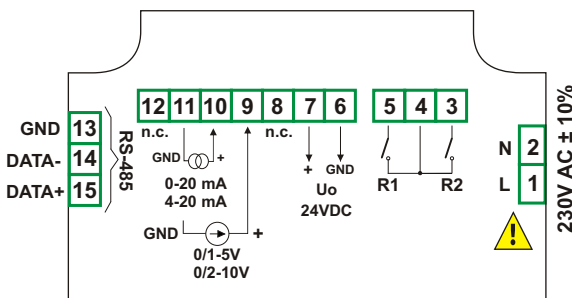 12 11 10 9 8 7 6
5 4 3
n.c.
n.c.
GND
+
0-20 mA
4-20 mA
GND
+
0/1-5V
0/2-10V
+
GND
Uo
24VDC
R1
R2
GND 13
DATA- 14
DATA+ 15
RS-485
N 2
L 1
230V AC ± 10%
!